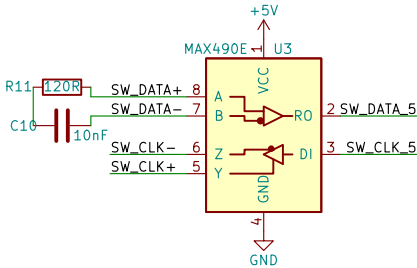 +5V
MAX490E U3
1
VCC
R11 120R SW_DATA+ 8 A
SW_DATA- 7 B RO 2 SW_DATA_5
C10 10nF
SW_CLK- 6 Z DI 3 SW_CLK_5
SW_CLK+ 5 Y
GND
4
GND